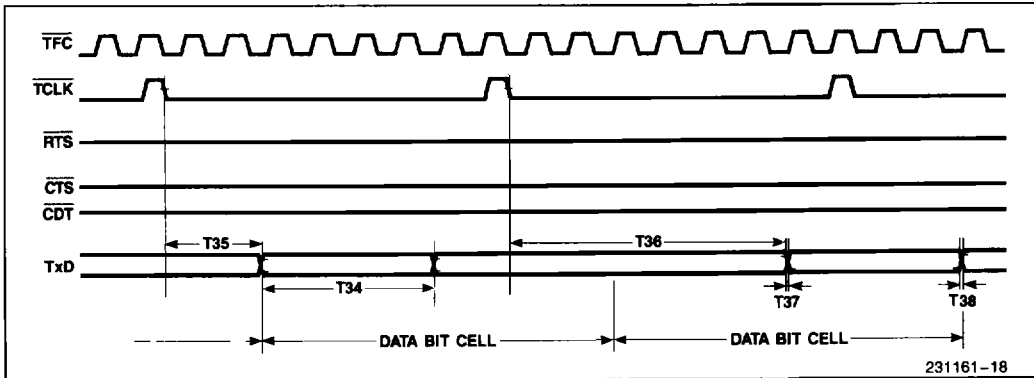 TFC
TCLK
RTS
CTS
CDT
T35
T36
TxD
T34
T37
T38
DATA BIT CELL
DATA BIT CELL
231161–18